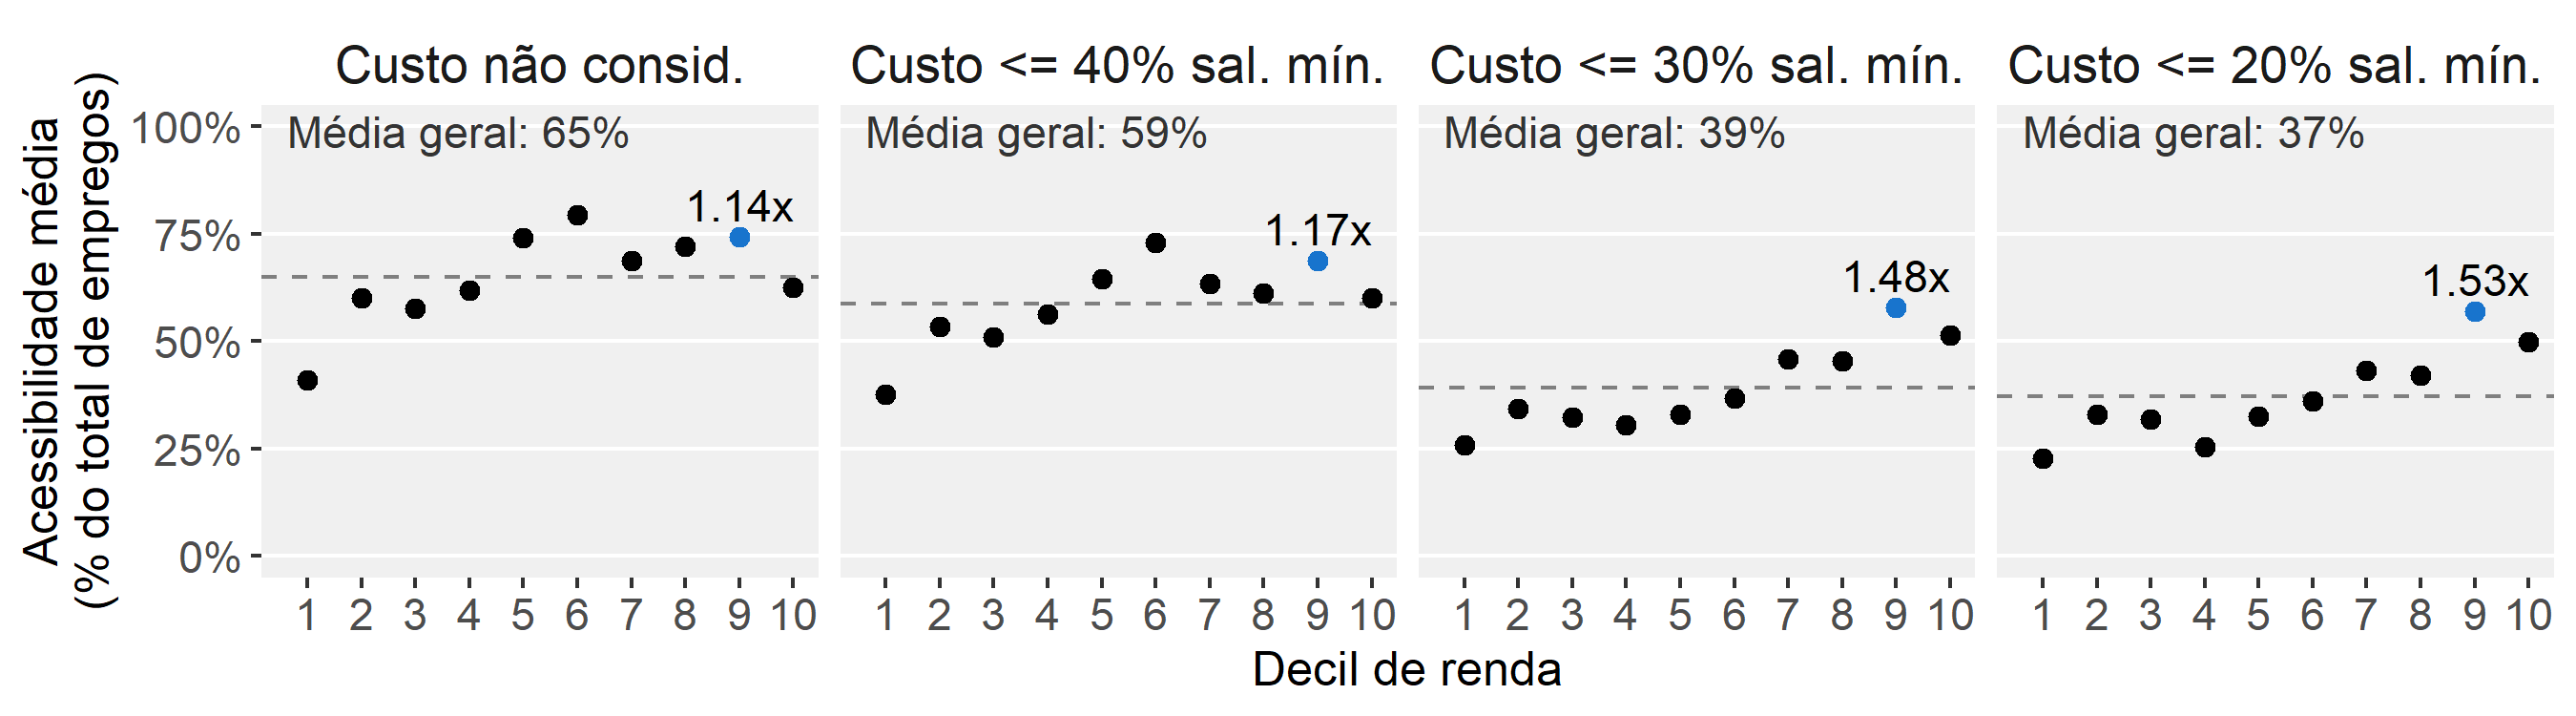 Custo não consid.
Custo <= 40% sal. mín.
Custo <= 30% sal. mín.
Custo <= 20% sal. mín.
Acessibilidade média
(% do total de empregos)
100%
75%
50%
25%
0%
Média geral: 65%
1.14x
Média geral: 59%
1.17x
Média geral: 39%
1.48x
Média geral: 37%
1.53x
1 2 3 4 5 6 7 8 9 10
1 2 3 4 5 6 7 8 9 10
1 2 3 4 5 6 7 8 9 10
1 2 3 4 5 6 7 8 9 10
Decil de renda